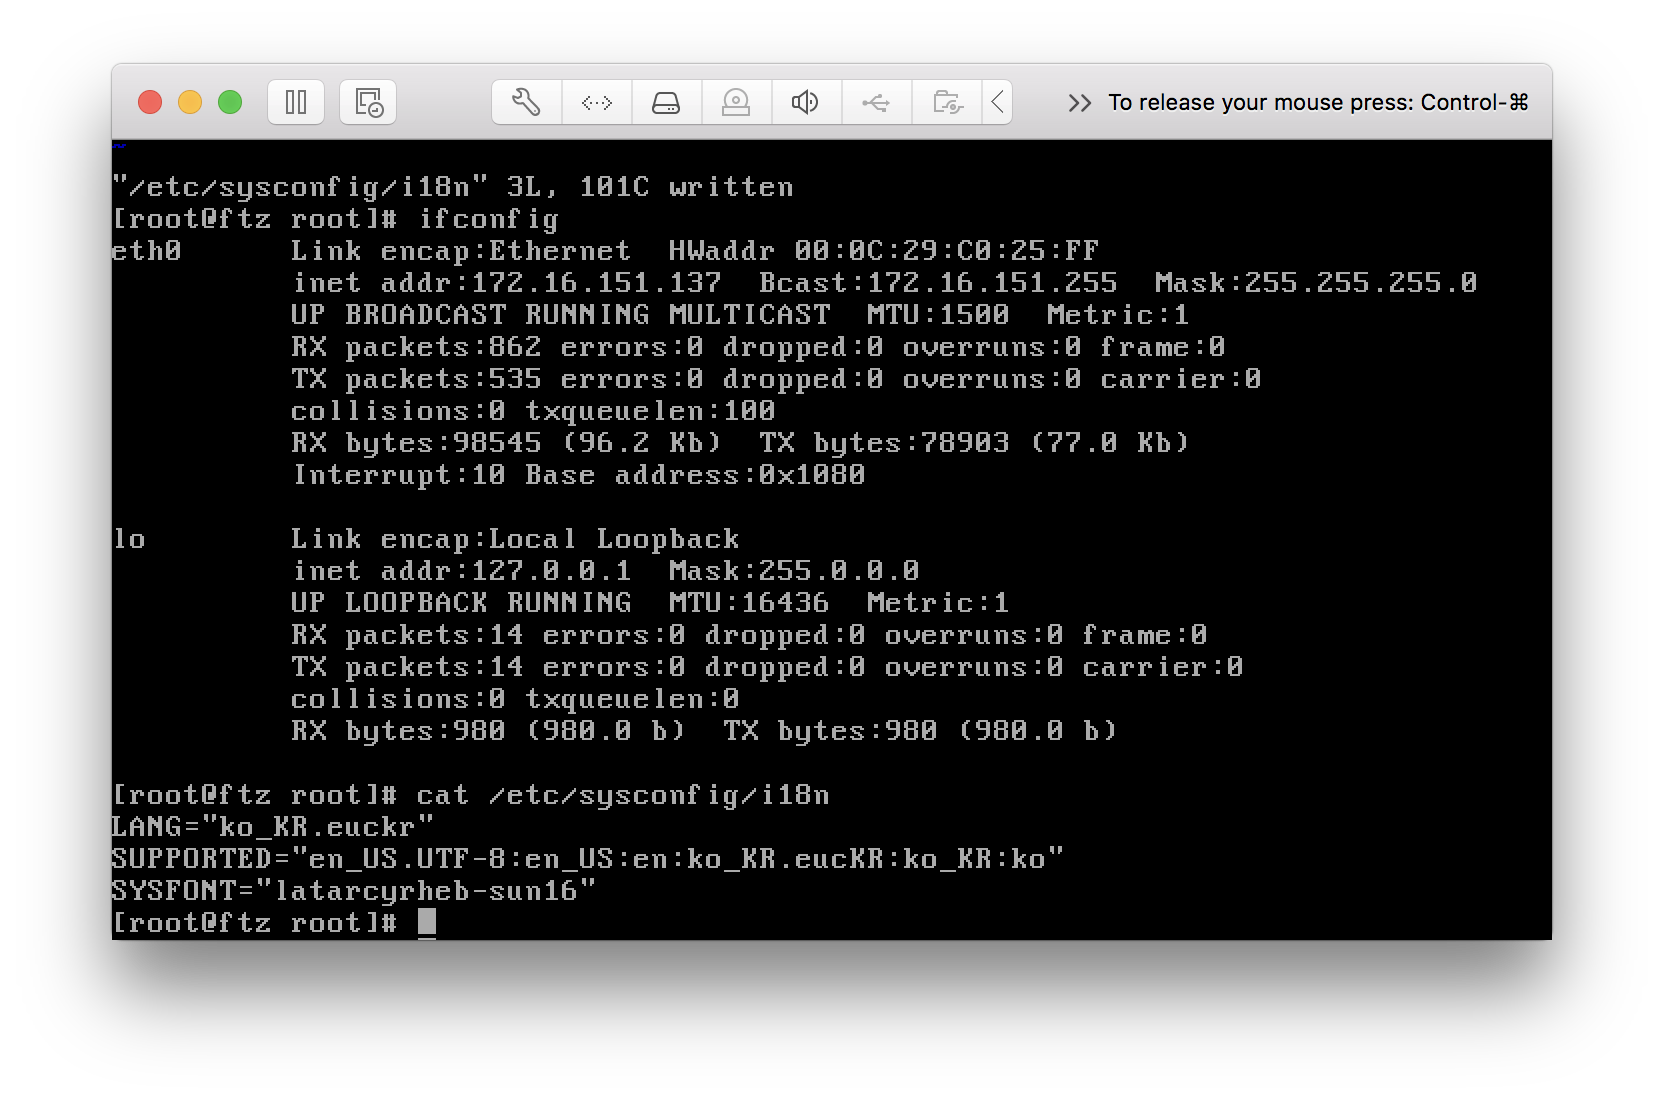 To release your mouse press: Control-⌘
~
"/etc/sysconfig/i18n" 3L, 101C written
[root@ftz root]# ifconfig
eth0      Link encap:Ethernet  HWaddr 00:0C:29:C0:25:FF
          inet addr:172.16.151.137  Bcast:172.16.151.255  Mask:255.255.255.0
          UP BROADCAST RUNNING MULTICAST  MTU:1500  Metric:1
          RX packets:862 errors:0 dropped:0 overruns:0 frame:0
          TX packets:535 errors:0 dropped:0 overruns:0 carrier:0
          collisions:0 txqueuelen:100
          RX bytes:98545 (96.2 Kb)  TX bytes:78903 (77.0 Kb)
          Interrupt:10 Base address:0x1080

lo        Link encap:Local Loopback
          inet addr:127.0.0.1  Mask:255.0.0.0
          UP LOOPBACK RUNNING  MTU:16436  Metric:1
          RX packets:14 errors:0 dropped:0 overruns:0 frame:0
          TX packets:14 errors:0 dropped:0 overruns:0 carrier:0
          collisions:0 txqueuelen:0
          RX bytes:980 (980.0 b)  TX bytes:980 (980.0 b)

[root@ftz root]# cat /etc/sysconfig/i18n
LANG="ko_KR.euckr"
SUPPORTED="en_US.UTF-8:en_US:en:ko_KR.eucKR:ko_KR:ko"
SYSFONT="latarcyrheb-sun16"
[root@ftz root]#